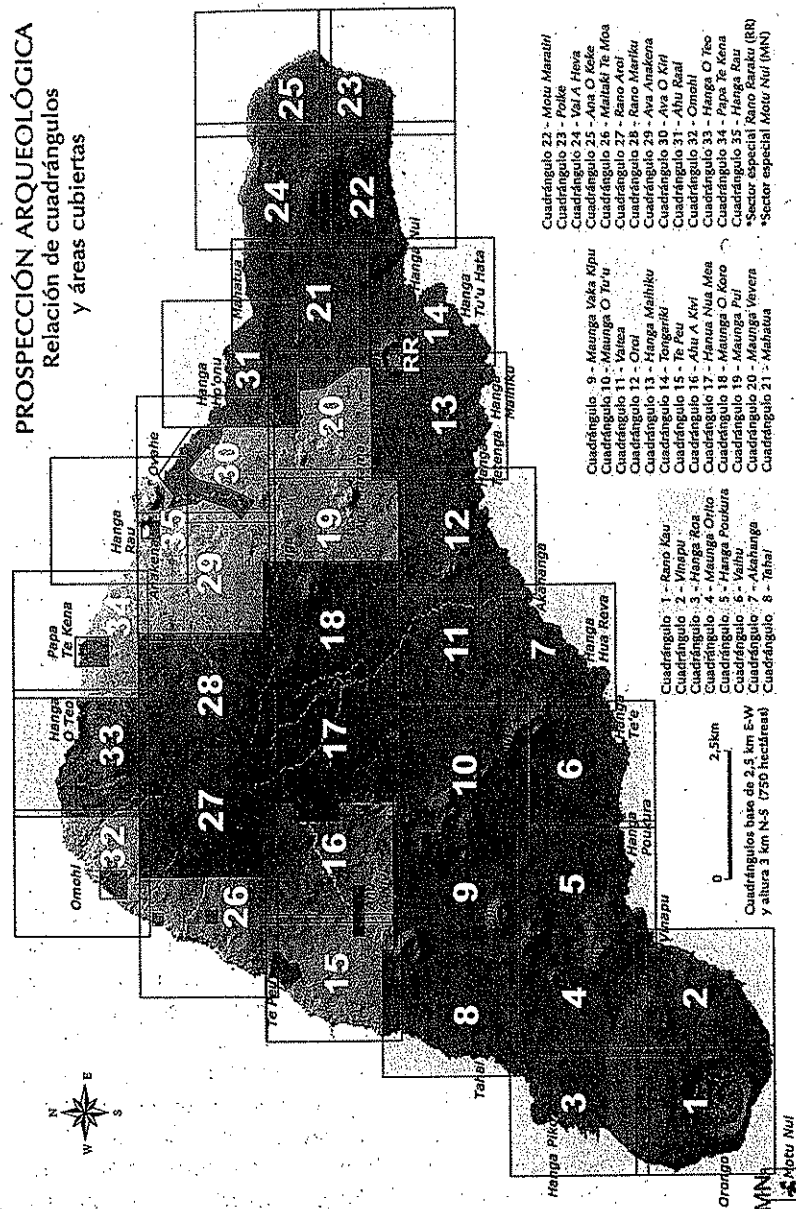 PROSPECCIÓN ARQUEOLÓGICA
Relación de cuadrángulos
y áreas cubiertas
N
W
E
S
Omohi
Hanga
O Teo
Papa
Te Kena
Hanga
Rau
Anakena
Ovahe
Hanga
Ho'onu
Mahatua
Te Peu
Tahai
Hanga Piko
Orongo
MN
Motu Nui
Vinapu
Hanga
Poukura
Hanga
Te'e
Hanga
Hua Reva
Akahanga
Hanga
Tetenga
Hanga
Maihiku
Hanga
Tu'u Hata
Hanga Nui
32
33
34
35
26
27
28
29
30
31
15
16
17
18
19
20
21
24
25
22
23
8
9
10
11
12
13
14
RR
3
4
5
6
7
1
2
0
2,5km
Cuadrángulos base de 2,5 km E-W
y altura 3 km N-S (750 hectáreas)
Cuadrángulo 1 - Rano Kau
Cuadrángulo 2 - Vinapu
Cuadrángulo 3 - Hanga Roa
Cuadrángulo 4 - Maunga Orito
Cuadrángulo 5 - Hanga Poukura
Cuadrángulo 6 - Vaihu
Cuadrángulo 7 - Akahanga
Cuadrángulo 8 - Tahai
Cuadrángulo 9 - Maunga Vaka Kipu
Cuadrángulo 10 - Maunga O Tu'u
Cuadrángulo 11 - Vaitea
Cuadrángulo 12 - Oroi
Cuadrángulo 13 - Hanga Maihiku
Cuadrángulo 14 - Tongariki
Cuadrángulo 15 - Te Peu
Cuadrángulo 16 - Ahu A Kivi
Cuadrángulo 17 - Hanua Nua Mea
Cuadrángulo 18 - Maunga O Koro
Cuadrángulo 19 - Maunga Pui
Cuadrángulo 20 - Maunga Vevera
Cuadrángulo 21 - Mahatua
Cuadrángulo 22 - Motu Maratiri
Cuadrángulo 23 - Poike
Cuadrángulo 24 - Vai A Heva
Cuadrángulo 25 - Ana O Keke
Cuadrángulo 26 - Maitaki Te Moa
Cuadrángulo 27 - Rano Aroi
Cuadrángulo 28 - Rano Mariku
Cuadrángulo 29 - Ava Anakena
Cuadrángulo 30 - Ava O Kiri
Cuadrángulo 31 - Ahu Raai
Cuadrángulo 32 - Omohi
Cuadrángulo 33 - Hanga O Teo
Cuadrángulo 34 - Papa Te Kena
Cuadrángulo 35 - Hanga Rau
*Sector especial Rano Raraku (RR)
*Sector especial Motu Nui (MN)